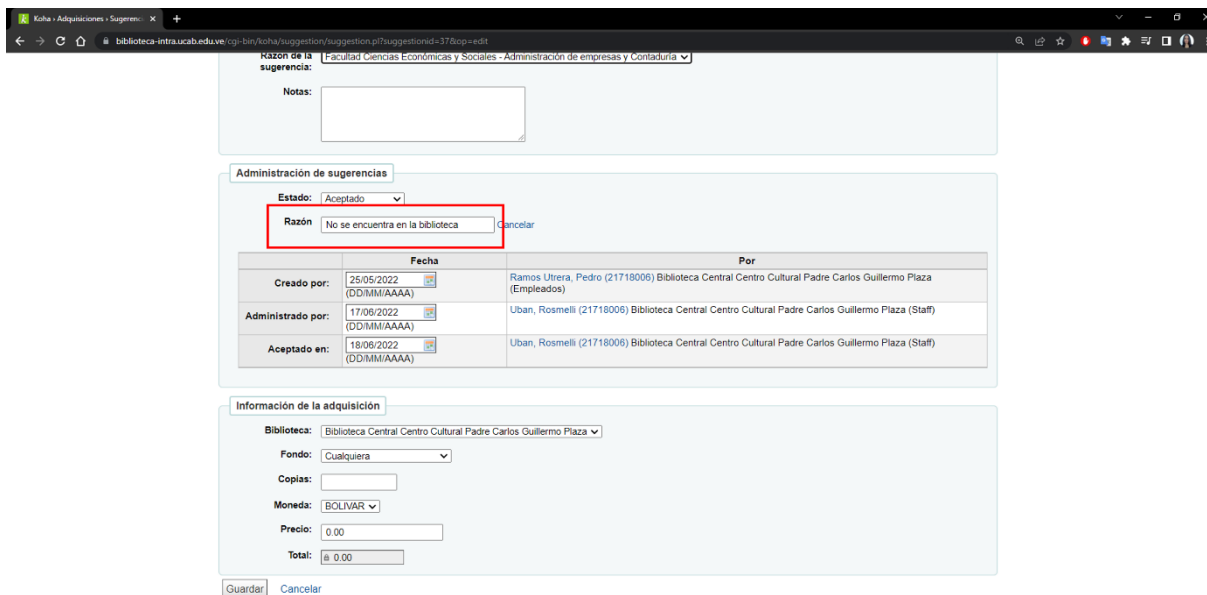 Koha › Adquisiciones › Sugerenc
biblioteca-intra.ucab.edu.ve/cgi-bin/koha/suggestion/suggestion.pl?suggestionid=37&op=edit
Razón de la sugerencia: Facultad Ciencias Económicas y Sociales - Administración de empresas y Contaduría
Notas:
Administración de sugerencias
Estado: Aceptado
Razón No se encuentra en la biblioteca Cancelar
Fecha Por
Creado por: 25/05/2022 (DD/MM/AAAA) Ramos Utrera, Pedro (21718006) Biblioteca Central Centro Cultural Padre Carlos Guillermo Plaza (Empleados)
Administrado por: 17/06/2022 (DD/MM/AAAA) Uban, Rosmelli (21718006) Biblioteca Central Centro Cultural Padre Carlos Guillermo Plaza (Staff)
Aceptado en: 18/06/2022 (DD/MM/AAAA) Uban, Rosmelli (21718006) Biblioteca Central Centro Cultural Padre Carlos Guillermo Plaza (Staff)
Información de la adquisición
Biblioteca: Biblioteca Central Centro Cultural Padre Carlos Guillermo Plaza
Fondo: Cualquiera
Copias:
Moneda: BOLIVAR
Precio: 0.00
Total: 0.00
Guardar Cancelar